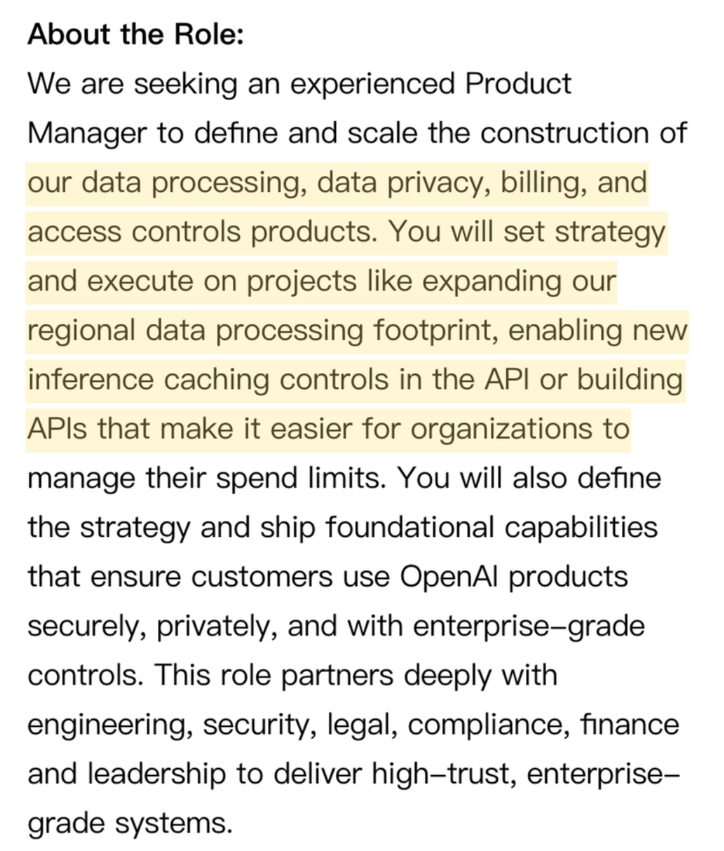 About the Role:
We are seeking an experienced Product
Manager to define and scale the construction of
our data processing, data privacy, billing, and
access controls products. You will set strategy
and execute on projects like expanding our
regional data processing footprint, enabling new
inference caching controls in the API or building
APIs that make it easier for organizations to
manage their spend limits. You will also define
the strategy and ship foundational capabilities
that ensure customers use OpenAI products
securely, privately, and with enterprise–grade
controls. This role partners deeply with
engineering, security, legal, compliance, finance
and leadership to deliver high–trust, enterprise–
grade systems.